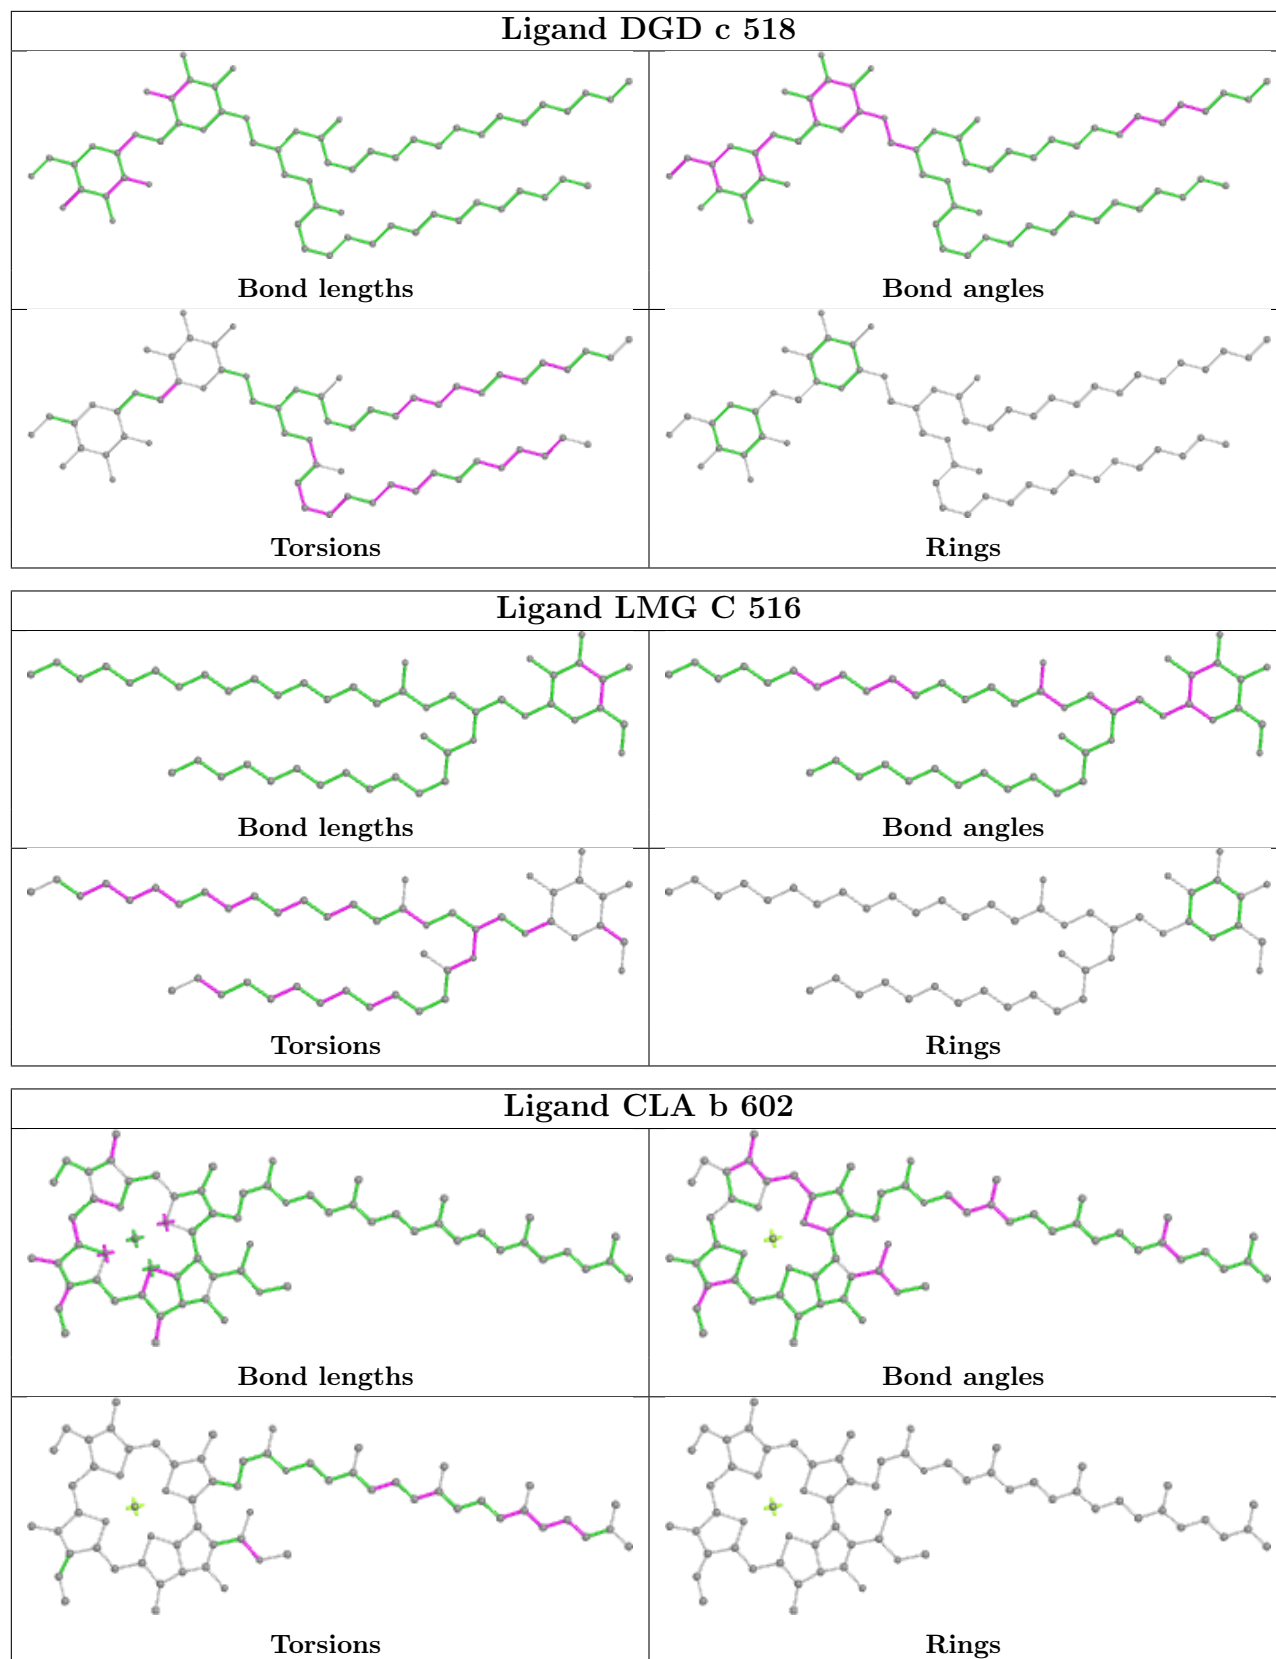 Ligand DGD c 518
Bond lengths
Bond angles
Torsions
Rings
Ligand LMG C 516
Bond lengths
Bond angles
Torsions
Rings
Ligand CLA b 602
Bond lengths
Bond angles
Torsions
Rings